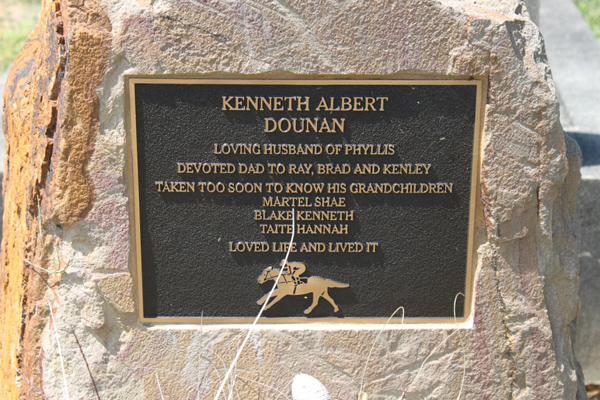 KENNETH ALBERT
DOUNAN
LOVING HUSBAND OF PHYLLIS
DEVOTED DAD TO RAY, BRAD AND KENLEY
TAKEN TOO SOON TO KNOW HIS GRANDCHILDREN
MARTEL SHAE
BLAKE KENNETH
TAITE HANNAH
LOVED LIFE AND LIVED IT